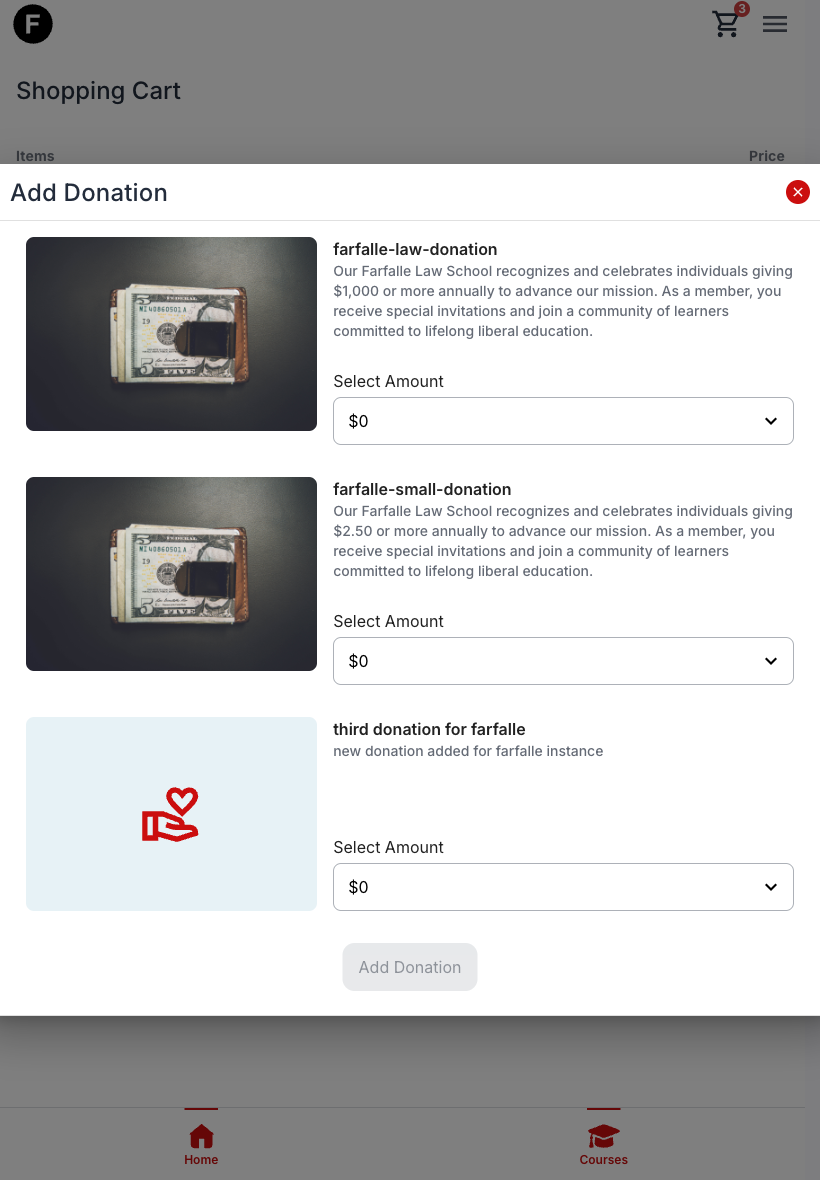 F
3
Shopping Cart
Items Price
Add Donation
farfalle-law-donation
Our Farfalle Law School recognizes and celebrates individuals giving
$1,000 or more annually to advance our mission. As a member, you
receive special invitations and join a community of learners
committed to lifelong liberal education.
Select Amount
$0
farfalle-small-donation
Our Farfalle Law School recognizes and celebrates individuals giving
$2.50 or more annually to advance our mission. As a member, you
receive special invitations and join a community of learners
committed to lifelong liberal education.
Select Amount
$0
third donation for farfalle
new donation added for farfalle instance
Select Amount
$0
Add Donation
Home Courses